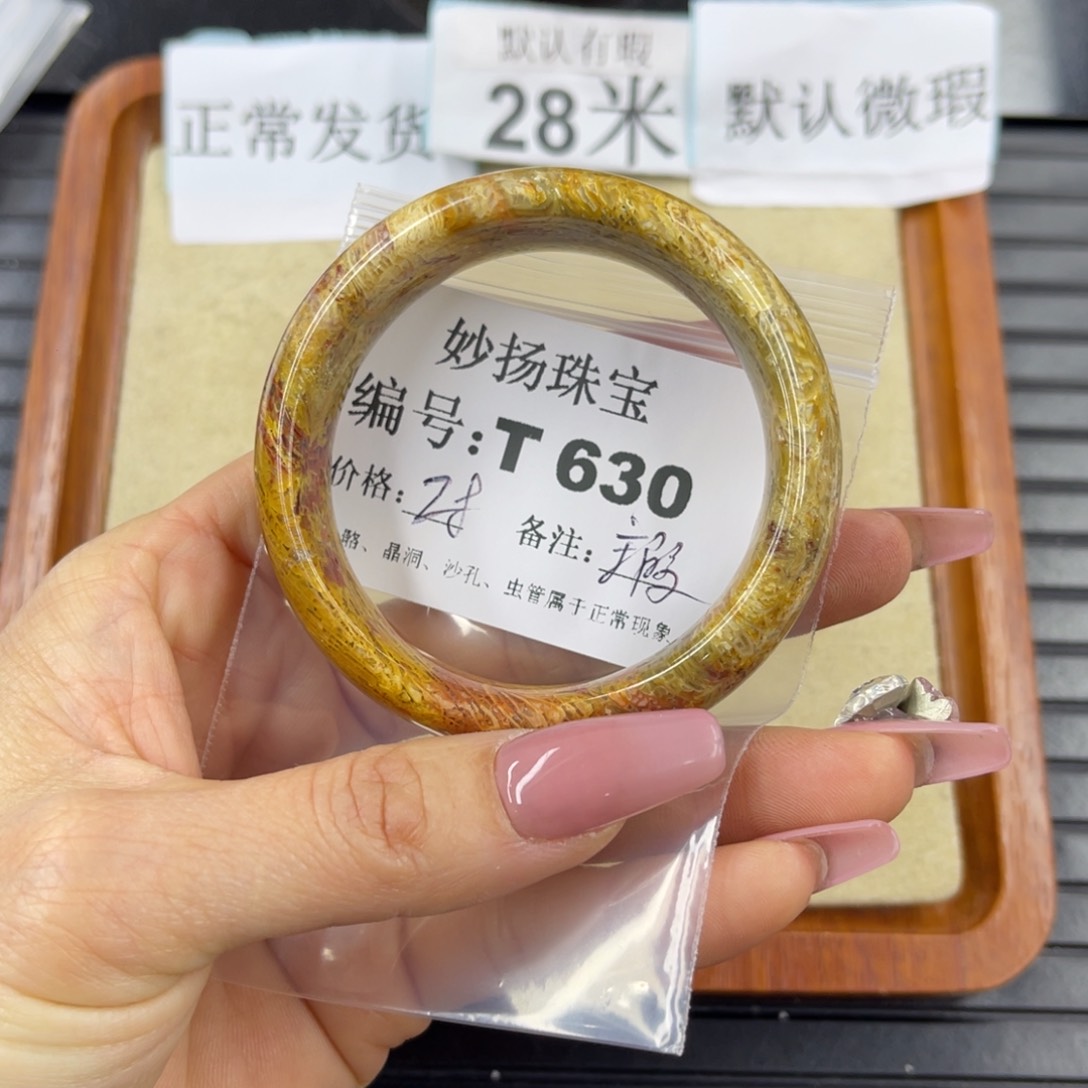 正常发货
默认有瑕
28米
默认微瑕
妙扬珠宝
编号:T 630
价格:28
备注:瑕
略、晶洞、沙孔、虫管属于正常现象